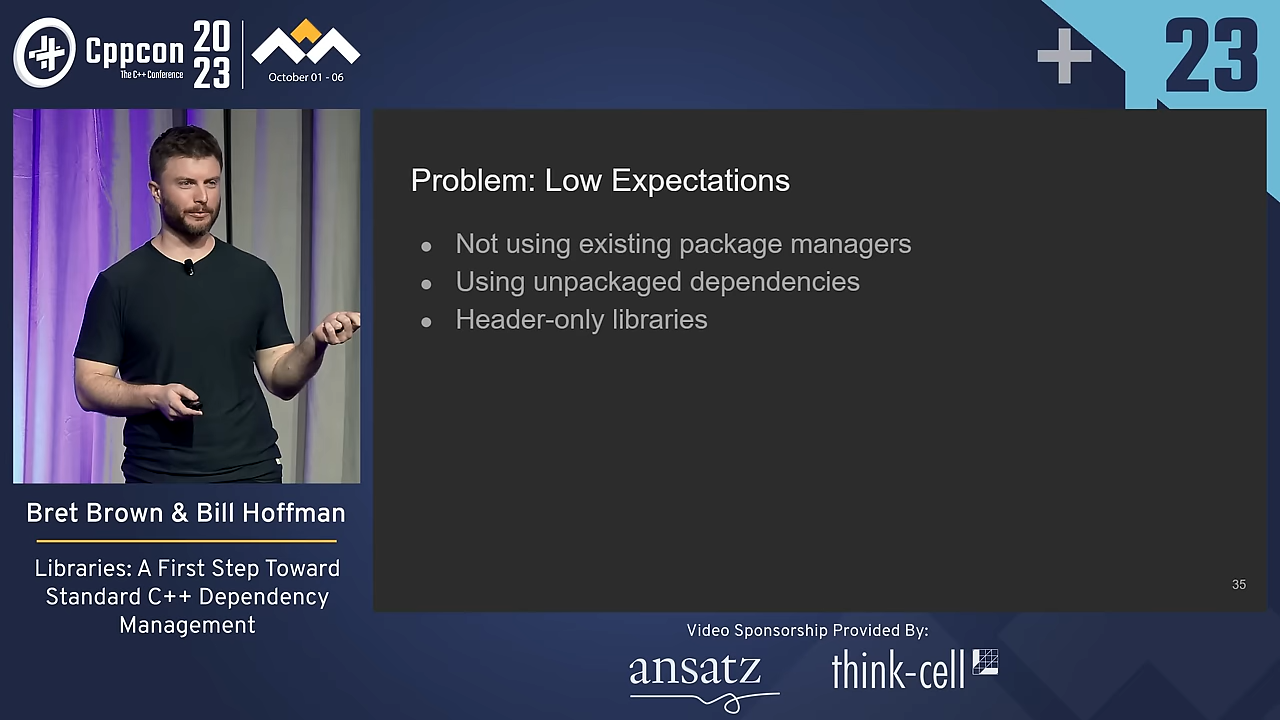 Cppcon
The C++ Conference
20
23
October 01 - 06
23
Problem: Low Expectations
● Not using existing package managers
● Using unpackaged dependencies
● Header-only libraries
35
Bret Brown & Bill Hoffman
Libraries: A First Step Toward
Standard C++ Dependency
Management
Video Sponsorship Provided By:
ansatz
think-cell